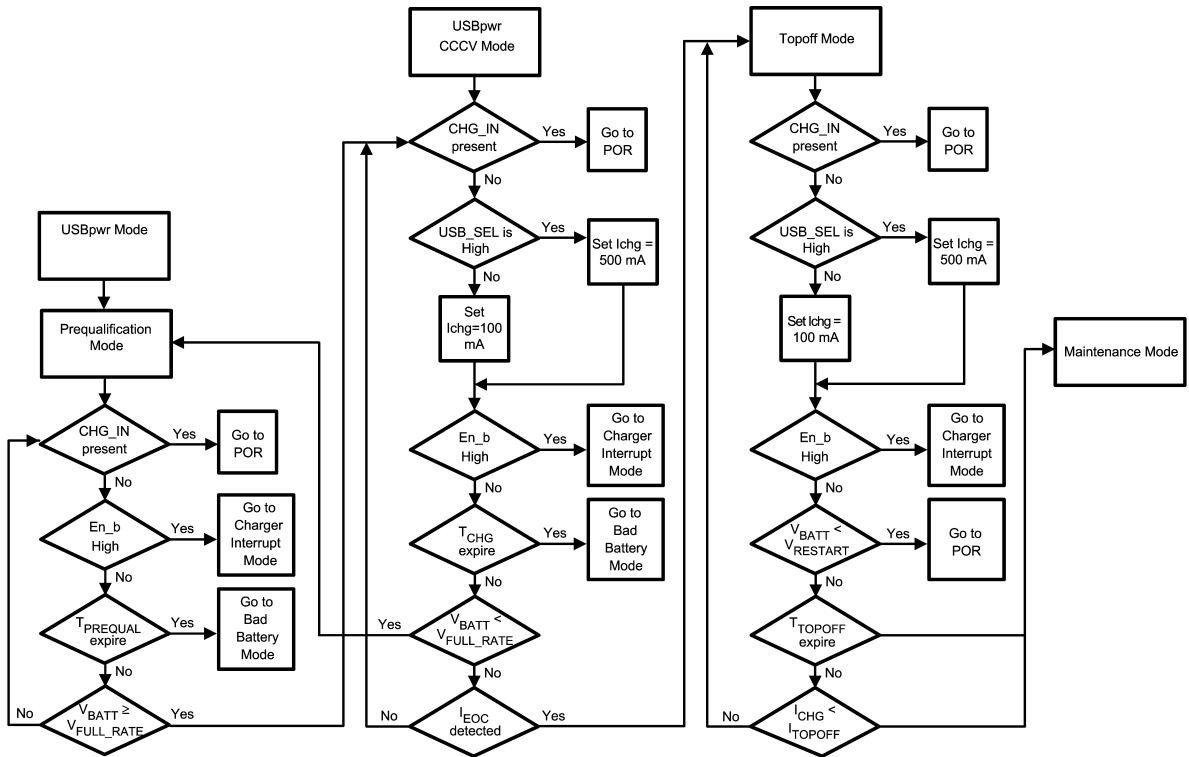 USBpwr Mode
Prequalification
Mode
CHG_IN
present
Yes
Go to
POR
No
En_b
High
Yes
Go to
Charger
Interrupt
Mode
No
TPREQUAL
expire
Yes
Go to
Bad
Battery
Mode
No
VBATT ≥
VFULL_RATE
No
Yes
USBpwr
CCCV Mode
CHG_IN
present
Yes
Go to
POR
No
USB_SEL is
High
Yes
Set Ichg =
500 mA
No
Set
Ichg=100
mA
En_b
High
Yes
Go to
Charger
Interrupt
Mode
No
TCHG
expire
Yes
Go to
Bad
Battery
Mode
No
VBATT <
VFULL_RATE
Yes
No
IEOC
detected
No
Yes
Topoff Mode
CHG_IN
present
Yes
Go to
POR
No
USB_SEL is
High
Yes
Set Ichg =
500 mA
No
Set Ichg =
100 mA
En_b
High
Yes
Go to
Charger
Interrupt
Mode
No
VBATT <
VRESTART
Yes
Go to
POR
No
TTOPOFF
expire
No
ICHG <
ITOPOFF
No
Maintenance Mode